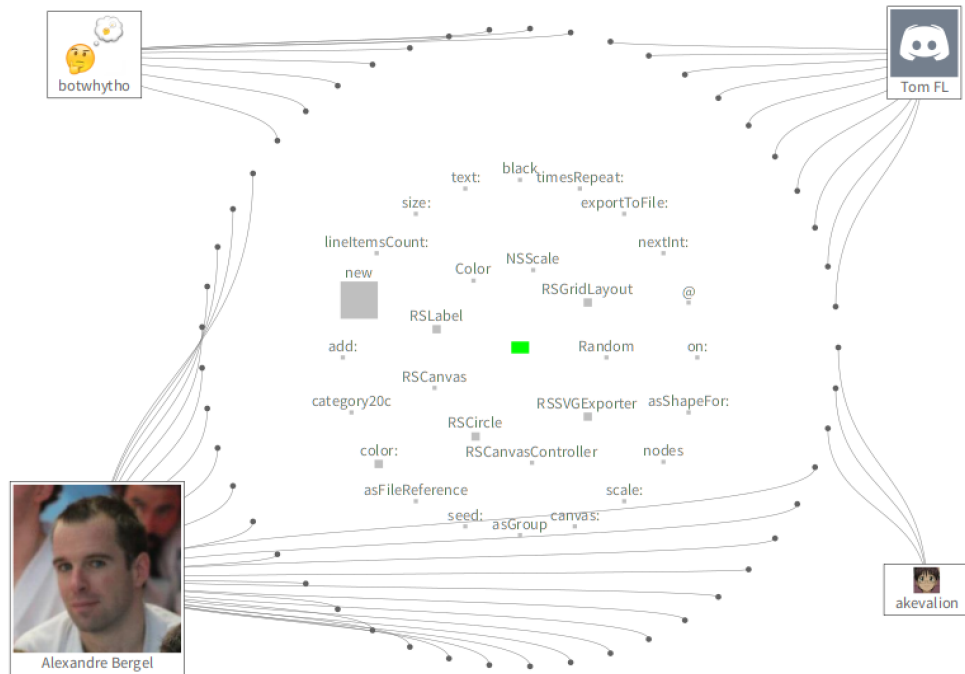 botwhytho
Tom FL
black
text:
timesRepeat:
size:
exportToFile:
lineItemsCount:
nextInt:
NSScale
new
Color
RSGridLayout
@
RSLabel
add:
Random
on:
RSCanvas
category20c
RSSVGExporter
asShapeFor:
RSCircle
color:
RSCanvasController
nodes
asFileReference
scale:
seed:
asGroup
canvas:
akevalion
Alexandre Bergel